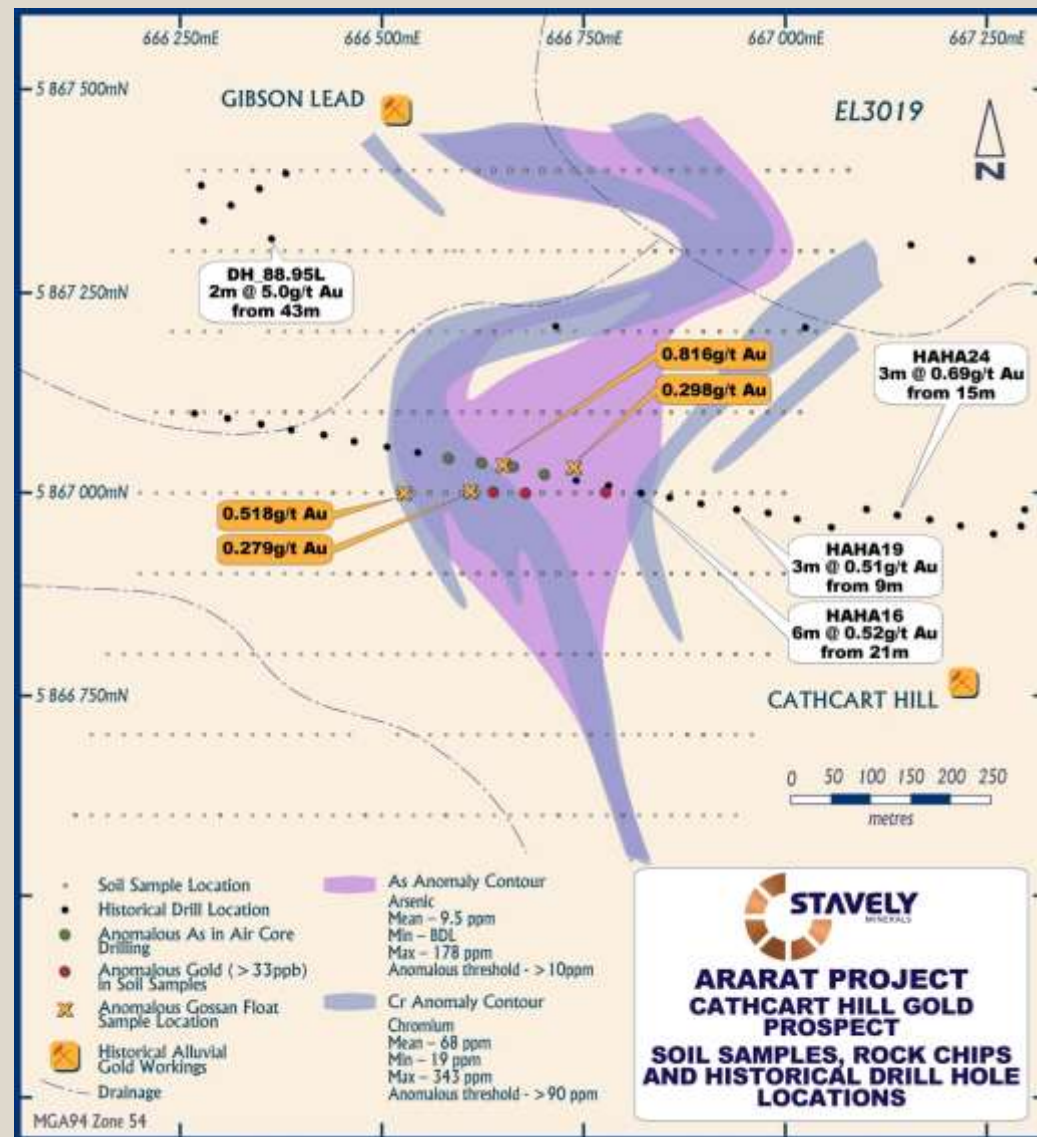 666 250mE 666 500mE 666 750mE 667 000mE 667 250mE
5 867 500mN
GIBSON LEAD
EL3019
N
DH_88.95L
2m @ 5.0g/t Au
from 43m
5 867 250mN
0.816g/t Au
0.298g/t Au
HAHA24
3m @ 0.69g/t Au
from 15m
5 867 000mN
0.518g/t Au
0.279g/t Au
HAHA19
3m @ 0.51g/t Au
from 9m
HAHA16
6m @ 0.52g/t Au
from 21m
5 866 750mN
CATHCART HILL
0 50 100 150 200 250
metres
Soil Sample Location
Historical Drill Location
Anomalous As in Air Core
Drilling
Anomalous Gold (>33ppb)
in Soil Samples
Anomalous Gossan Float
Sample Location
Historical Alluvial
Gold Workings
Drainage
MGA94 Zone 54
As Anomaly Contour
Arsenic
Mean – 9.5 ppm
Min – BDL
Max – 178 ppm
Anomalous threshold - >10ppm
Cr Anomaly Contour
Chromium
Mean – 68 ppm
Min – 19 ppm
Max – 343 ppm
Anomalous threshold - >90 ppm
STAVELY
MINERALS
ARARAT PROJECT
CATHCART HILL GOLD
PROSPECT
SOIL SAMPLES, ROCK CHIPS
AND HISTORICAL DRILL HOLE
LOCATIONS